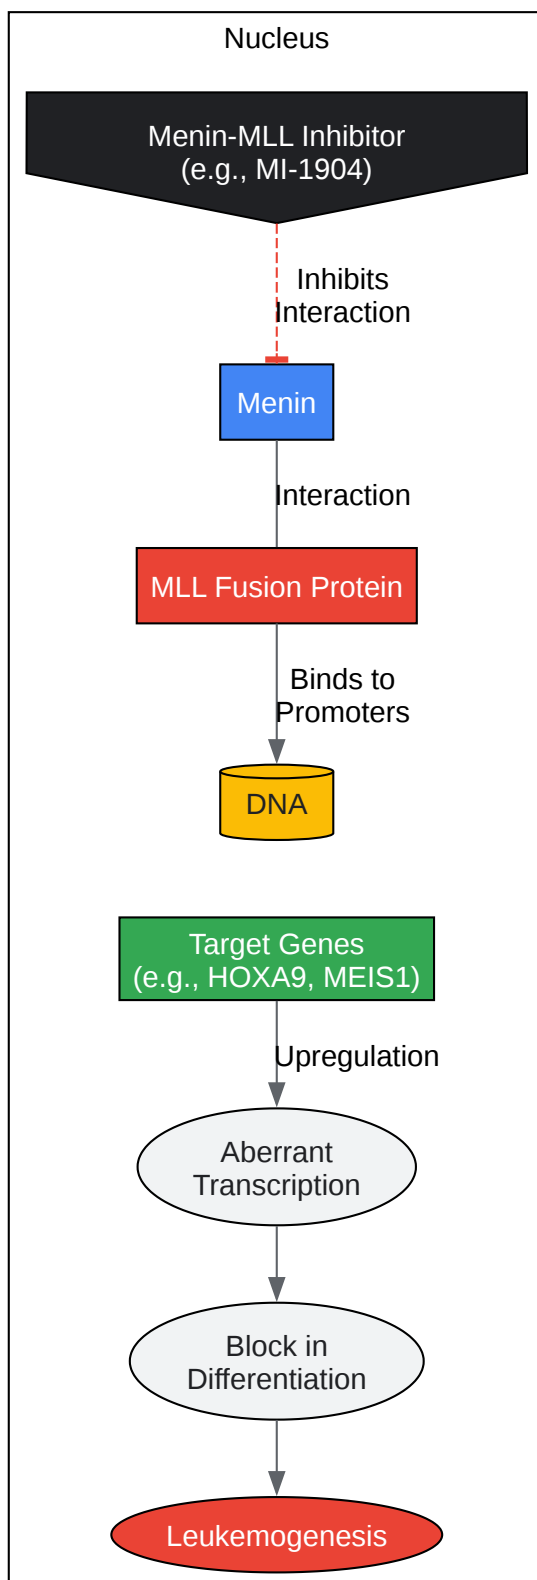 Nucleus
Menin-MLL Inhibitor
(e.g., MI-1904)
Inhibits
Interaction
Menin
Interaction
MLL Fusion Protein
Binds to
Promoters
DNA
Target Genes
(e.g., HOXA9, MEIS1)
Upregulation
Aberrant
Transcription
Block in
Differentiation
Leukemogenesis